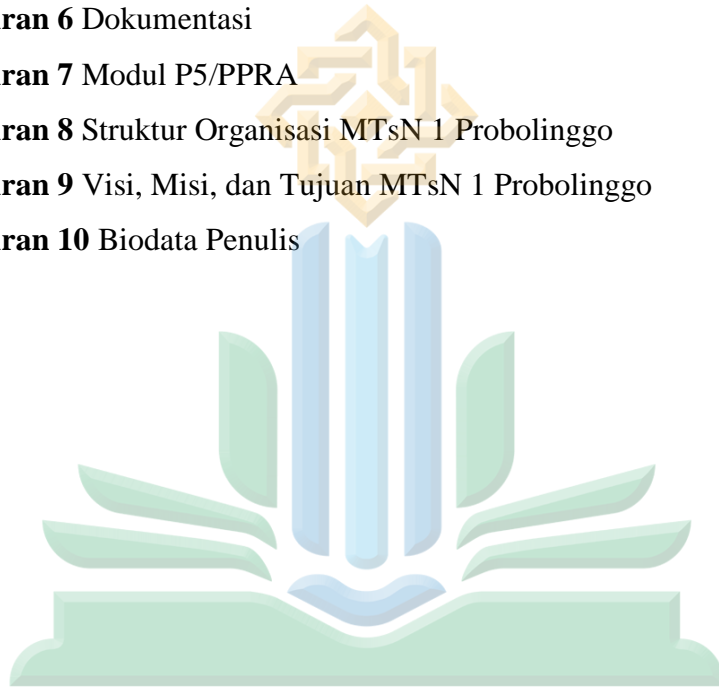 ran 6 Dokumentasi
ran 7 Modul P5/PPRA
ran 8 Struktur Organisasi MTsN 1 Probolinggo
ran 9 Visi, Misi, dan Tujuan MTsN 1 Probolinggo
ran 10 Biodata Penulis